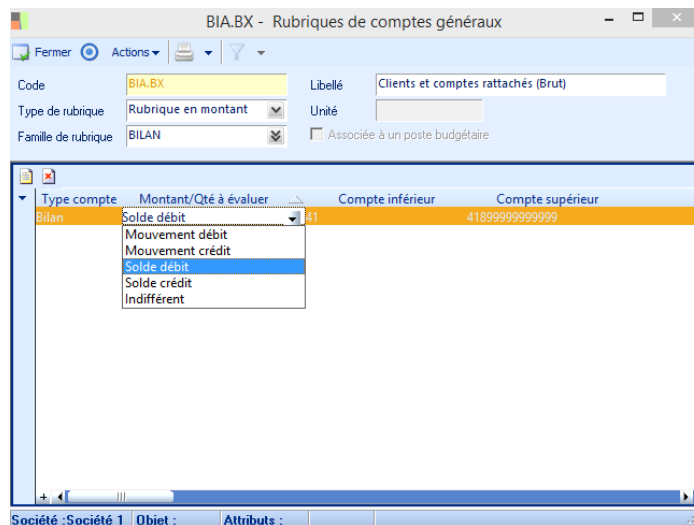 BIA.BX - Rubriques de comptes généraux
Fermer Actions
Code BIA.BX Libellé Clients et comptes rattachés (Brut)
Type de rubrique Rubrique en montant Unité
Famille de rubrique BILAN Associée à un poste budgétaire
Type compte Montant/Qté à évaluer Compte inférieur Compte supérieur
Bilan Solde débit 41 41899999999999
Mouvement débit
Mouvement crédit
Solde débit
Solde crédit
Indifférent
Société :Société 1 Objet : Attributs :